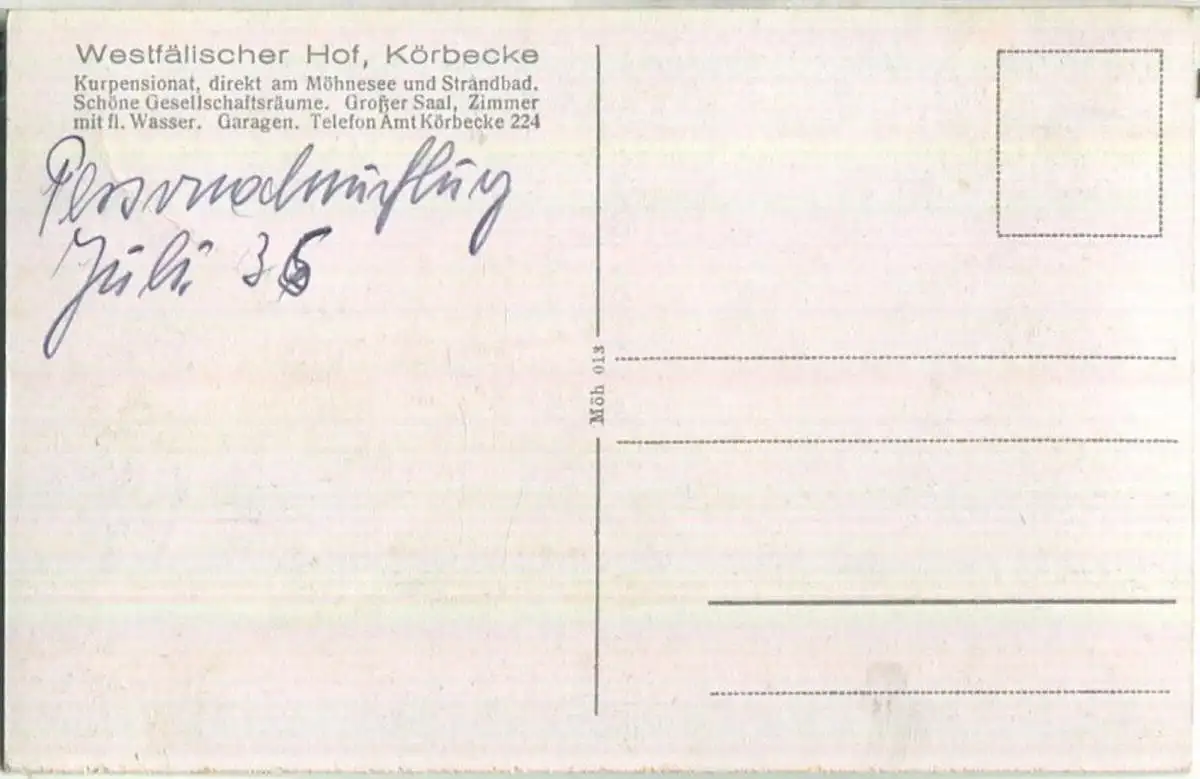 Westfälischer Hof, Körbecke
Kurpensionat, direkt am Möhnesee und Strandbad.
Schöne Gesellschaftsräume. Großer Saal, Zimmer
mit fl. Wasser. Garagen. Telefon Amt Körbecke 224
Personalausflug
Juli
Möh 013